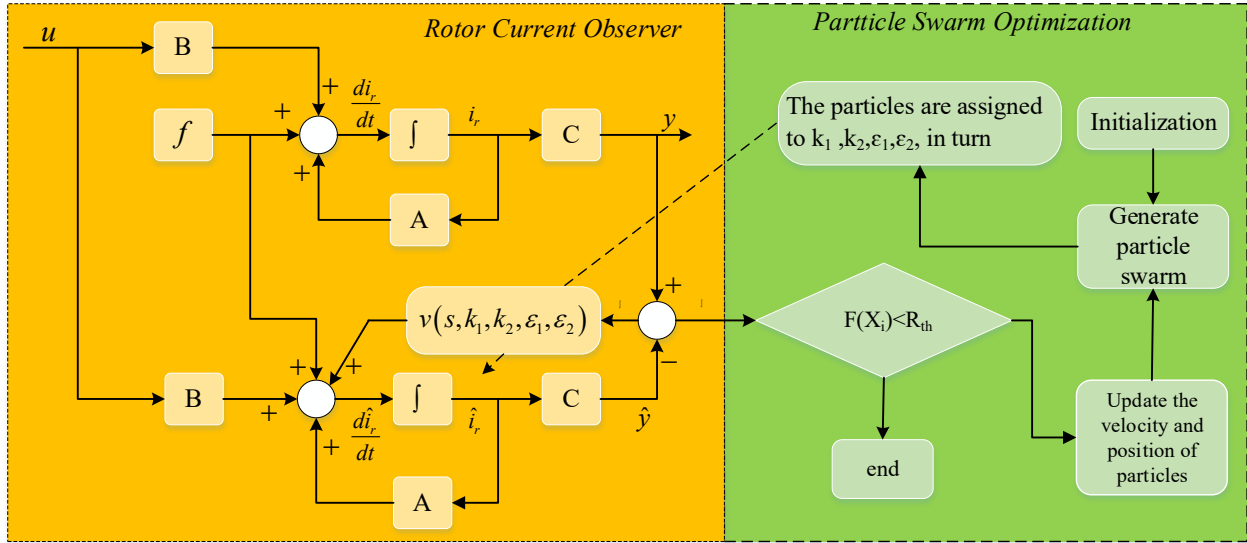 Rotor Current Observer
Partticle Swarm Optimization
u
B
+
di_r/dt
+
f
+
∫
i_r
C
y
A
The particles are assigned
to k₁ ,k₂,ε₁,ε₂, in turn
Initialization
Generate
particle
swarm
+
v(s,k₁,k₂,ε₁,ε₂)
F(Xᵢ)<R_th
−
+
+
B
+
∫
C
+
dî_r/dt
î_r
ŷ
A
end
Update the
velocity and
position of
particles